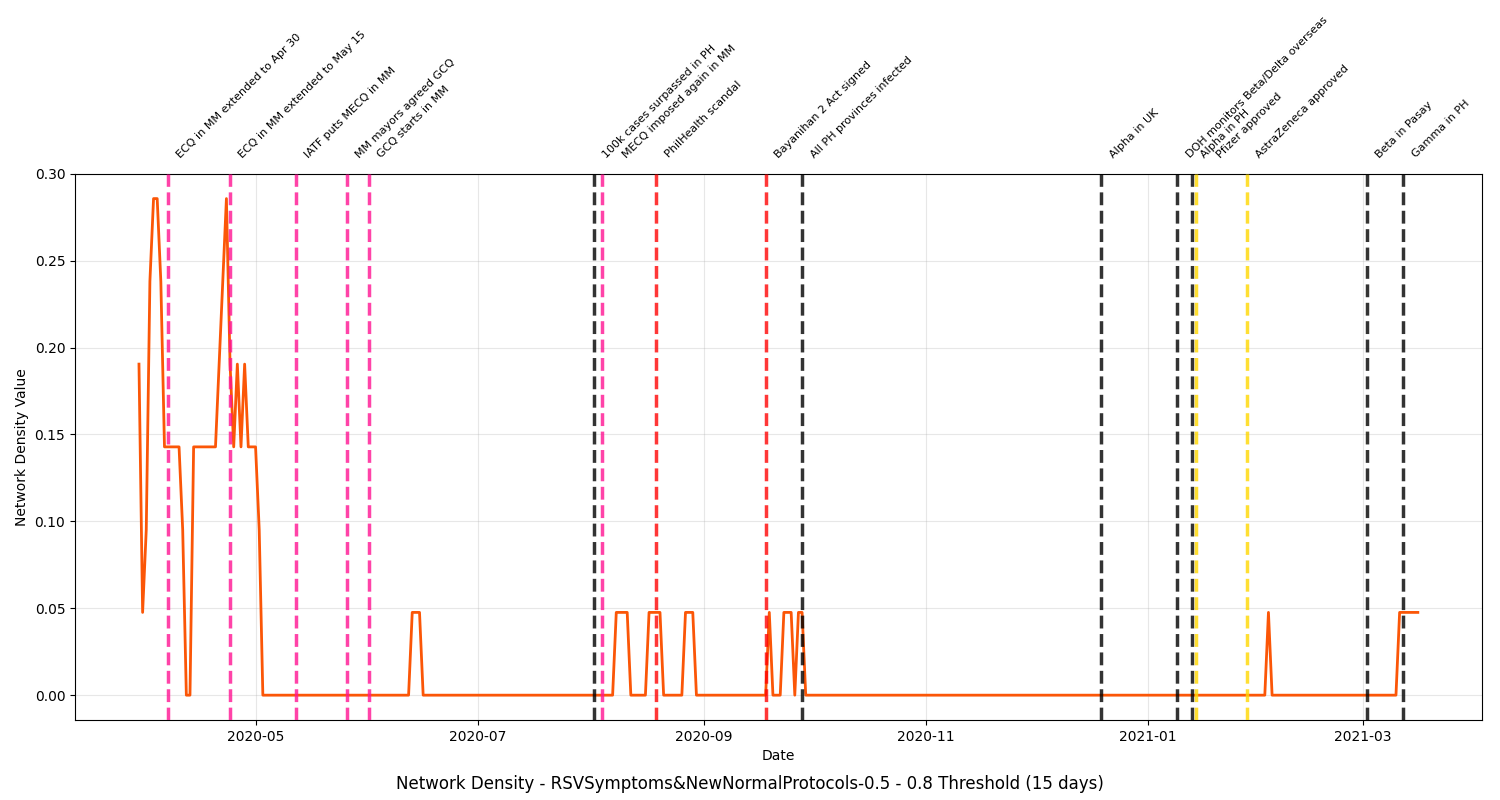 ECQ in MM extended to Apr 30
ECQ in MM extended to May 15
IATF puts MECQ in MM
MM mayors agreed GCQ
GCQ starts in MM
100k cases surpassed in PH
MECQ imposed again in MM
PhilHealth scandal
Bayanihan 2 Act signed
All PH provinces infected
Alpha in UK
DOH monitors Beta/Delta overseas
Alpha in PH
Pfizer approved
AstraZeneca approved
Beta in Pasay
Gamma in PH
0.30
0.25
0.20
0.15
0.10
0.05
0.00
Network Density Value
2020-05
2020-07
2020-09
2020-11
2021-01
2021-03
Date
Network Density - RSVSymptoms&NewNormalProtocols-0.5 - 0.8 Threshold (15 days)